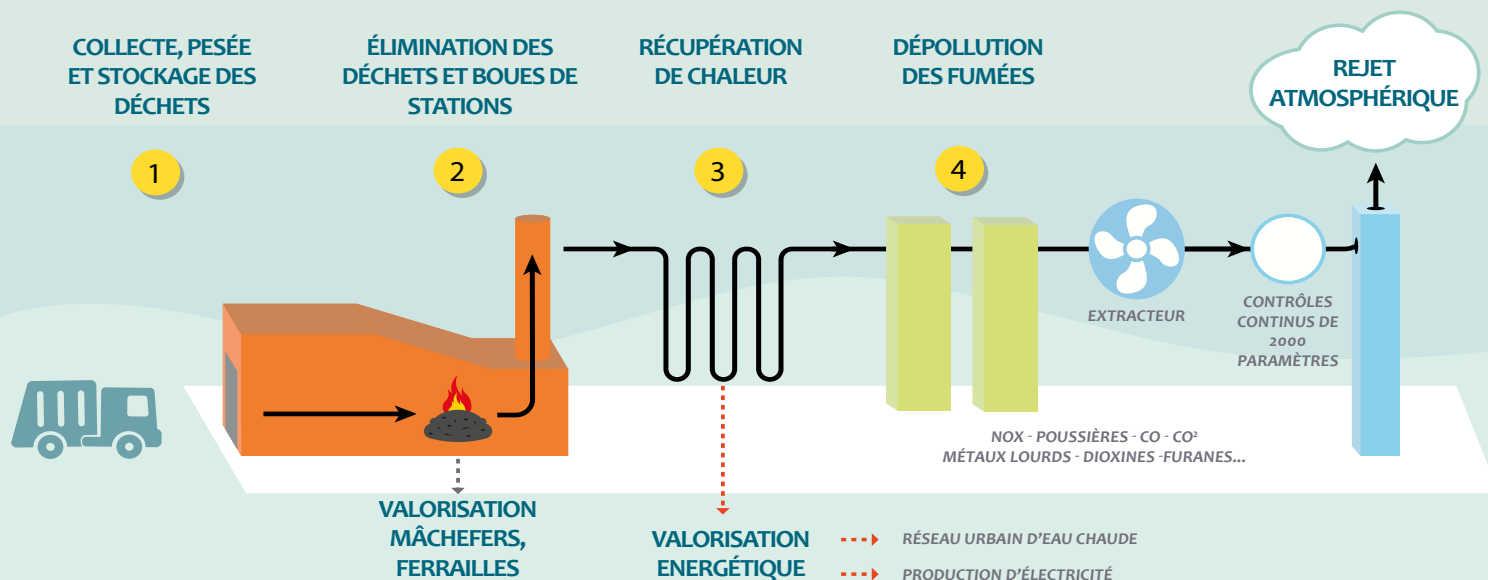 COLLECTE, PESÉE
ET STOCKAGE DES
DÉCHETS
ÉLIMINATION DES
DÉCHETS ET BOUES DE
STATIONS
RÉCUPÉRATION
DE CHALEUR
DÉPOLLUTION
DES FUMÉES
REJET
ATMOSPHÉRIQUE
1
2
3
4
EXTRACTEUR
CONTRÔLES
CONTINUS DE
2000
PARAMÈTRES
NOX - POUSSIÈRES - CO - CO²
MÉTAUX LOURDS - DIOXINES -FURANES...
VALORISATION
MÂCHEFERS,
FERRAILLES
VALORISATION
ENERGÉTIQUE
RÉSEAU URBAIN D'EAU CHAUDE
PRODUCTION D'ÉLECTRICITÉ